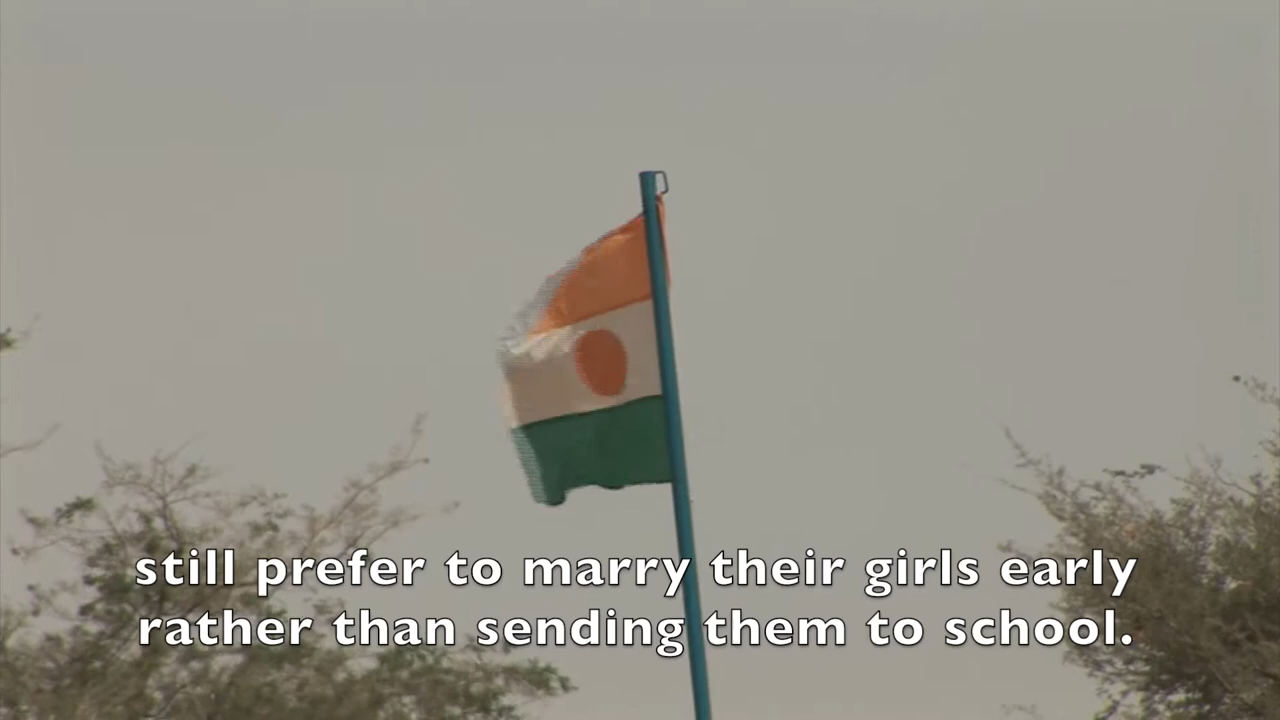 still prefer to marry their girls early
rather than sending them to school.